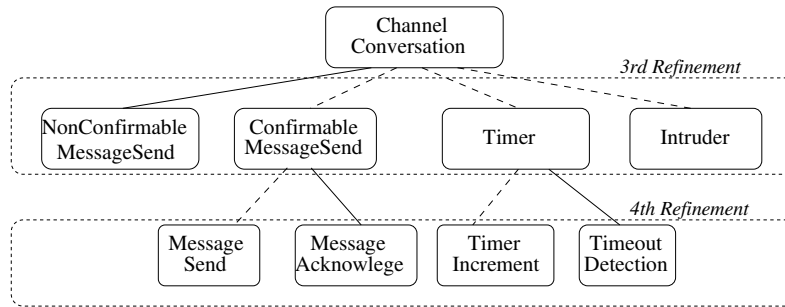 Channel
Conversation
3rd Refinement
NonConfirmable
MessageSend
Confirmable
MessageSend
Timer
Intruder
4th Refinement
Message
Send
Message
Acknowlege
Timer
Increment
Timeout
Detection